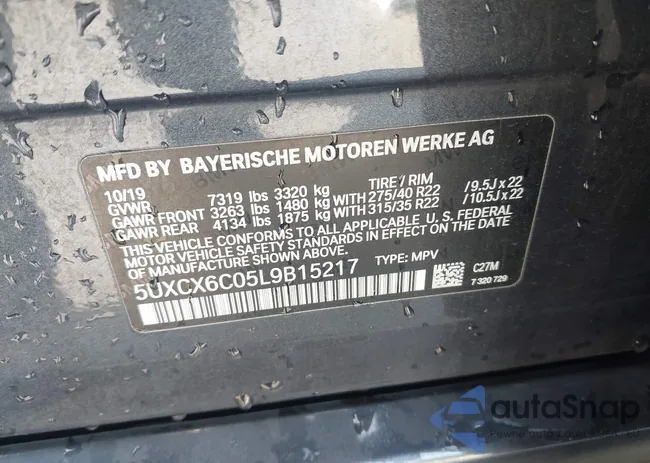 MFD BY BAYERISCHE MOTOREN WERKE AG
10/19 TIRE / RIM
GVWR 7319 lbs 3320 kg
GAWR FRONT 3263 lbs 1480 kg WITH 275/40 R22 /9.5J x 22
GAWR REAR 4134 lbs 1875 kg WITH 315/35 R22 /10.5J x 22
THIS VEHICLE CONFORMS TO ALL APPLICABLE U.S. FEDERAL
MOTOR VEHICLE SAFETY STANDARDS IN EFFECT ON THE DATE
OF MANUFACTURE SHOWN ABOVE.
5UXCX6C05L9B15217 TYPE: MPV
C27M
7 320 729
autoSnap